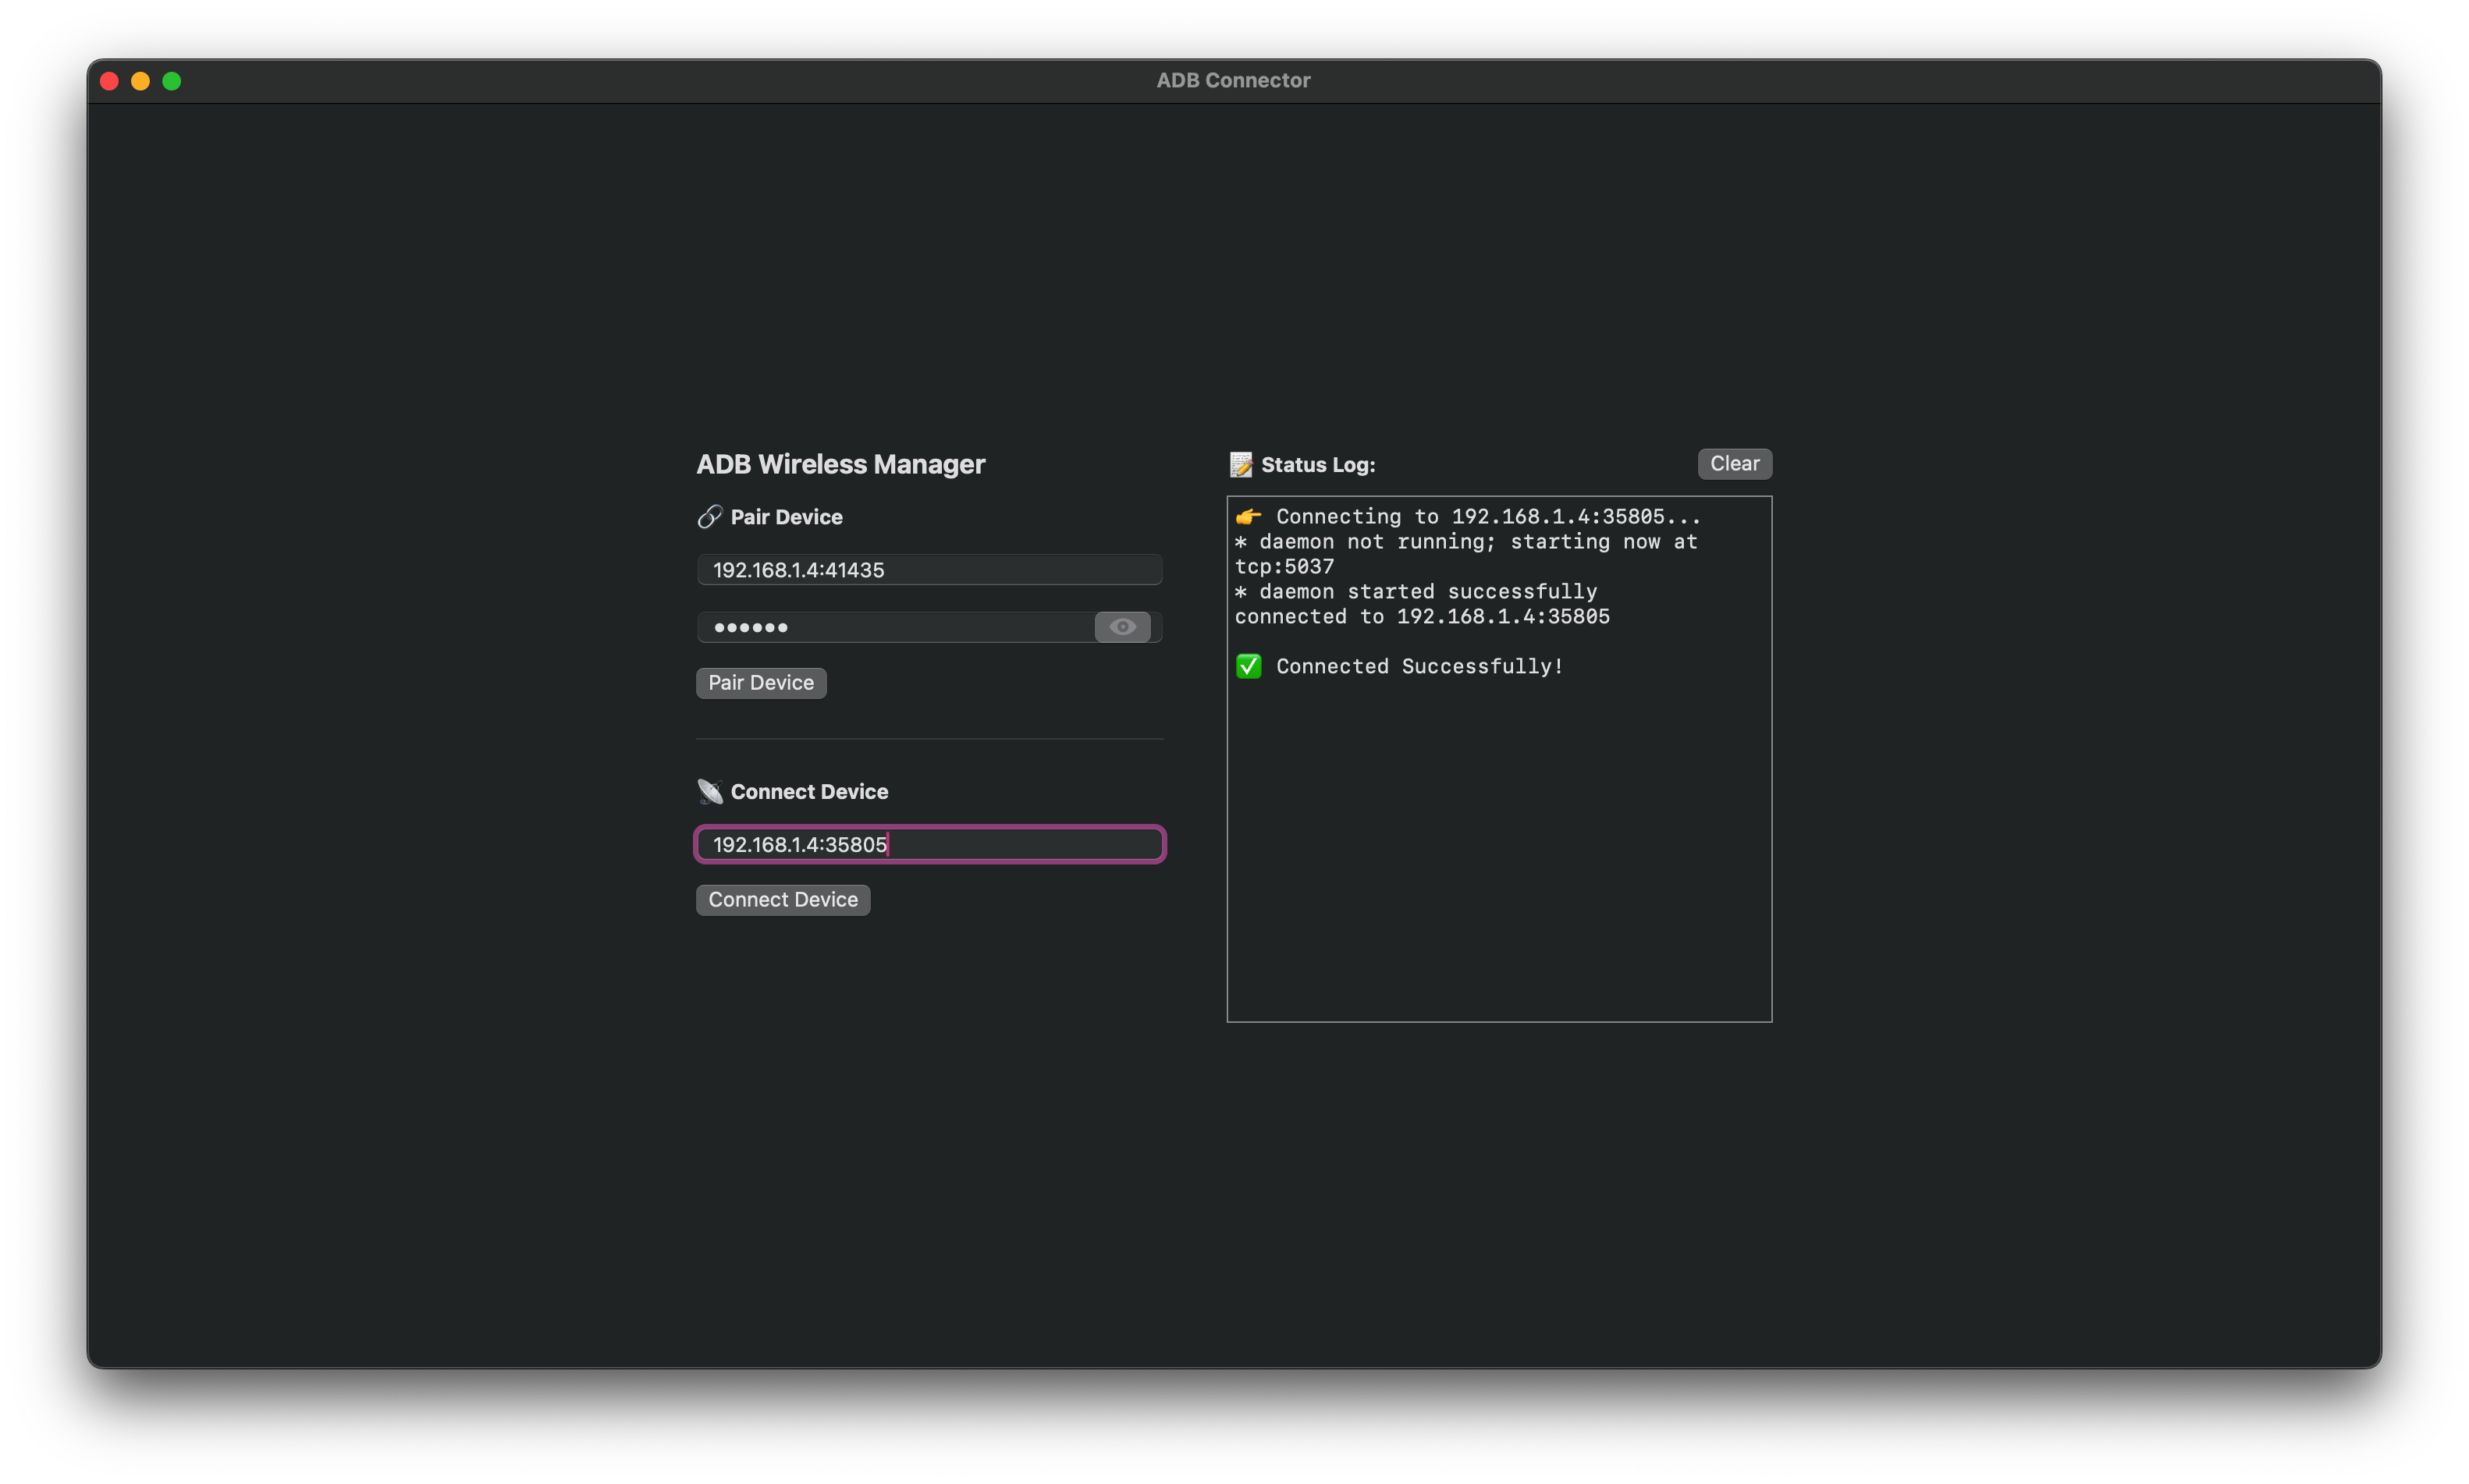 ADB Connector
ADB Wireless Manager
🔗 Pair Device
192.168.1.4:41435
••••••
Pair Device
📡 Connect Device
192.168.1.4:35805
Connect Device
📝 Status Log:
Clear
👉 Connecting to 192.168.1.4:35805...
* daemon not running; starting now at
tcp:5037
* daemon started successfully
connected to 192.168.1.4:35805
✅ Connected Successfully!